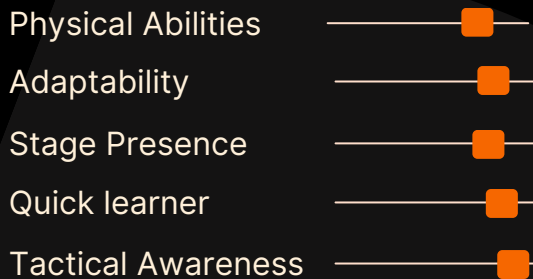 Physical Abilities
Adaptability
Stage Presence
Quick learner
Tactical Awareness